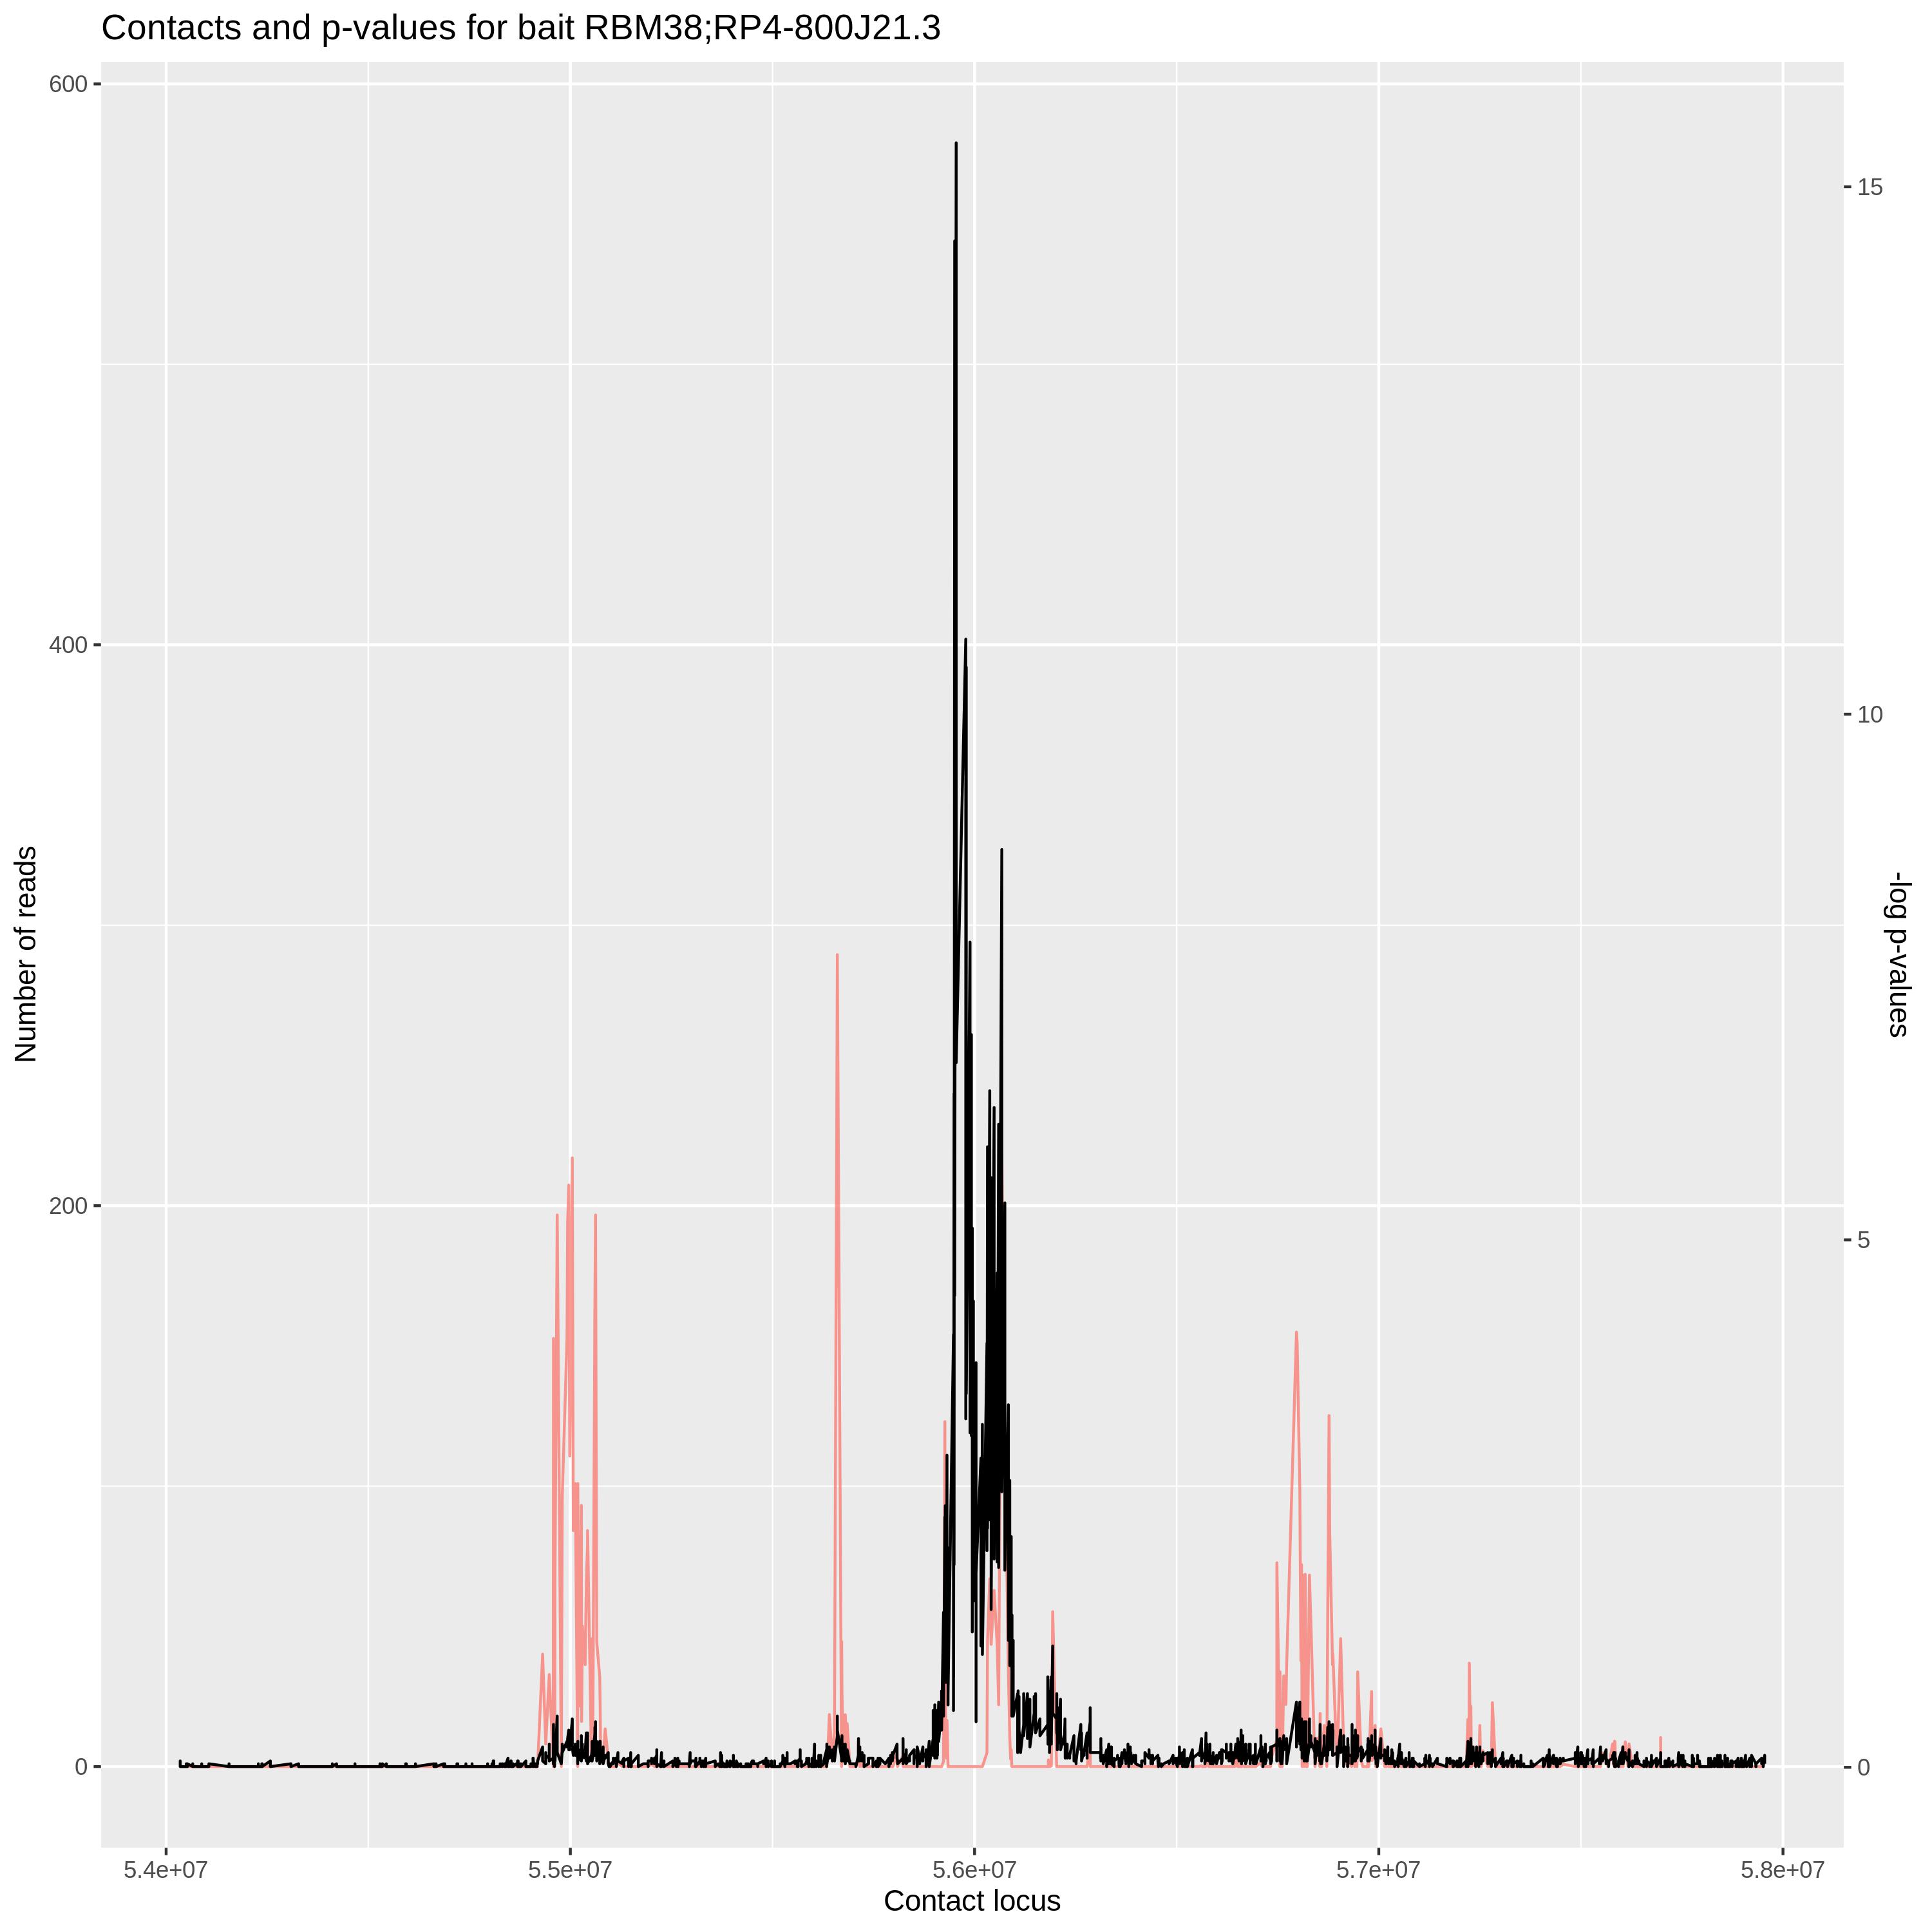 Contacts and p-values for bait RBM38;RP4-800J21.3
600
400
200
0
Number of reads
15
10
5
0
-log p-values
5.4e+07
5.5e+07
5.6e+07
5.7e+07
5.8e+07
Contact locus